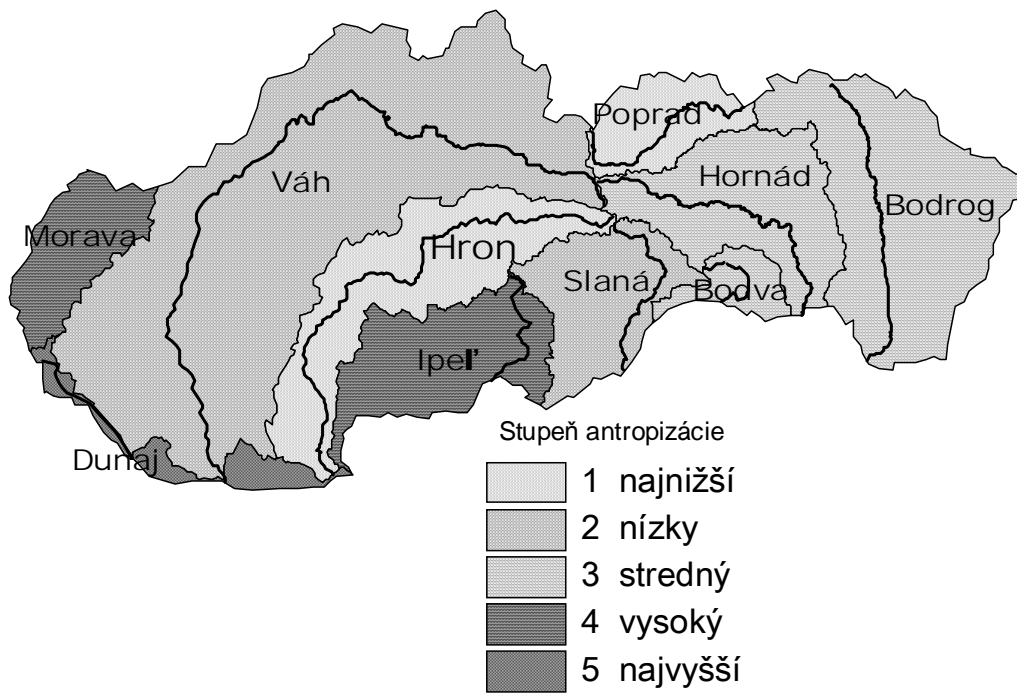 Poprad
Váh
Hornád
Bodrog
Morava
Hron
Slaná
Bodva
Ipeľ
Dunaj
Stupeň antropizácie
1 najnižší
2 nízky
3 stredný
4 vysoký
5 najvyšší